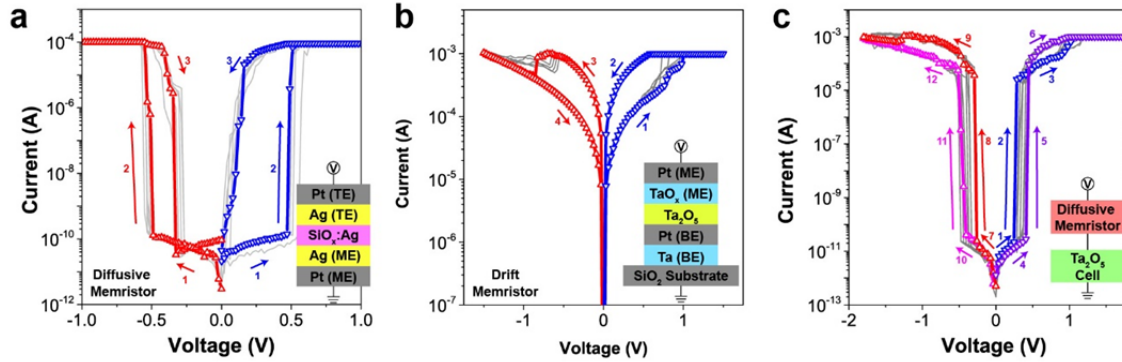 a
Current (A)
10⁻⁴
10⁻⁶
10⁻⁸
10⁻¹⁰
10⁻¹²
-1.0
-0.5
0.0
0.5
1.0
Voltage (V)
3
3
2
2
1
1
Diffusive
Memristor
V
Pt (TE)
Ag (TE)
SiOₓ:Ag
Ag (ME)
Pt (ME)
b
Current (A)
10⁻²
10⁻³
10⁻⁴
10⁻⁵
10⁻⁶
10⁻⁷
-1
0
1
Voltage (V)
3
2
4
1
Drift
Memristor
V
Pt (ME)
TaOₓ (ME)
Ta₂O₅
Pt (BE)
Ta (BE)
SiO₂ Substrate
c
Current (A)
10⁻³
10⁻⁵
10⁻⁷
10⁻⁹
10⁻¹¹
10⁻¹³
-2
-1
0
1
Voltage (V)
9
6
12
3
11
8
2
5
7
1
10
4
V
Diffusive
Memristor
Ta₂O₅
Cell